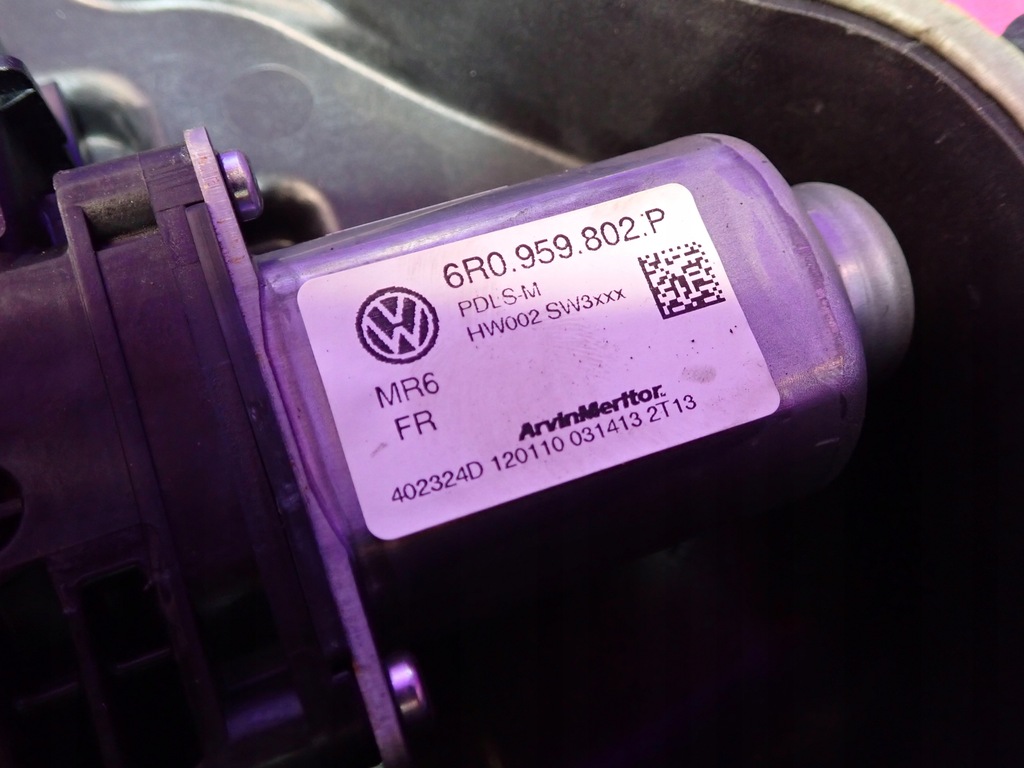 6R0.959.802.P
PDLS-M
HW002 SW3xxx
MR6
FR
ArvinMeritor
402324D 120110 031413 2T13